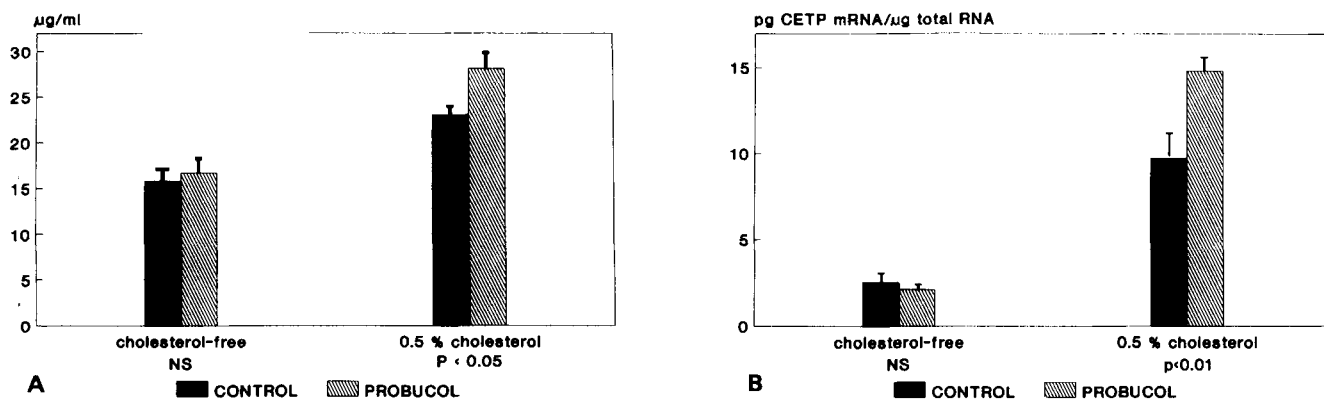 µg/ml
30
25
20
15
10
5
0
cholesterol-free
0.5 % cholesterol
NS
P < 0.05
A
CONTROL
PROBUCOL
pg CETP mRNA/µg total RNA
15
10
5
0
cholesterol-free
0.5 % cholesterol
NS
p<0.01
B
CONTROL
PROBUCOL